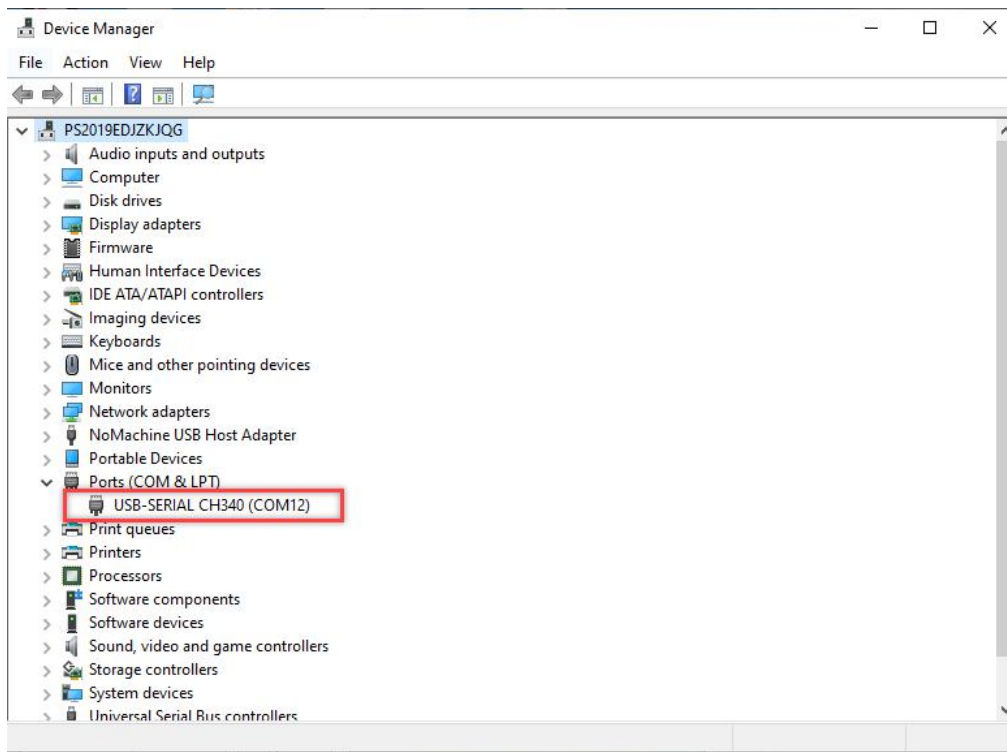 Device Manager
File Action View Help
PS2019EDJZKJQG
Audio inputs and outputs
Computer
Disk drives
Display adapters
Firmware
Human Interface Devices
IDE ATA/ATAPI controllers
Imaging devices
Keyboards
Mice and other pointing devices
Monitors
Network adapters
NoMachine USB Host Adapter
Portable Devices
Ports (COM & LPT)
USB-SERIAL CH340 (COM12)
Print queues
Printers
Processors
Software components
Software devices
Sound, video and game controllers
Storage controllers
System devices
Universal Serial Bus controllers